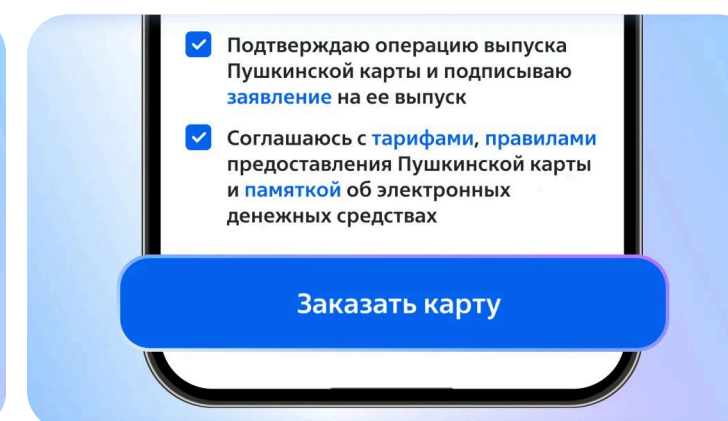 Подтверждаю операцию выпуска
Пушкинской карты и подписываю
заявление на ее выпуск
Соглашаюсь с тарифами, правилами
предоставления Пушкинской карты
и памяткой об электронных
денежных средствах
Заказать карту